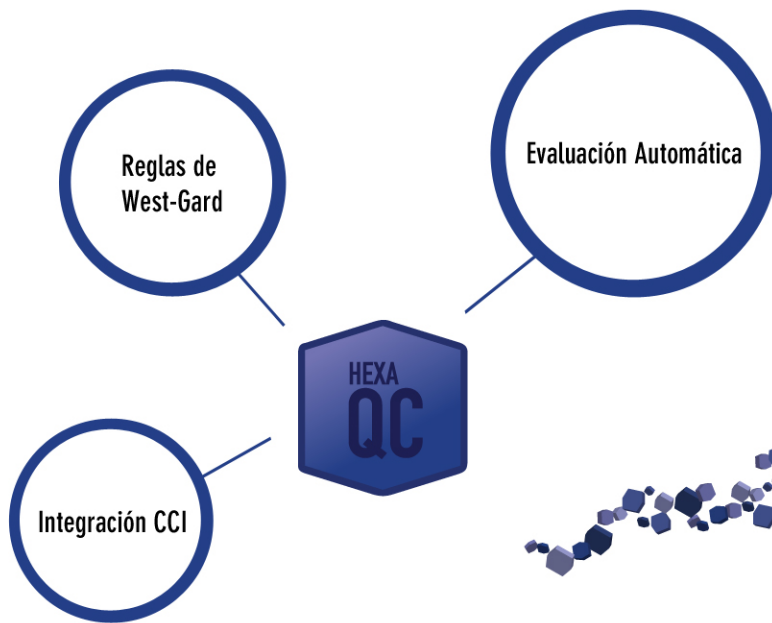 Reglas de
West-Gard
Evaluación Automática
HEXA
QC
Integración CCI